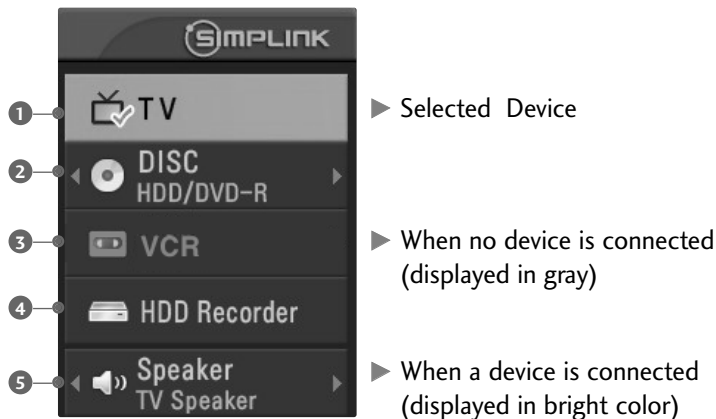 SIMPLINK
1 TV
Selected Device
2 DISC
HDD/DVD-R
3 VCR
When no device is connected
(displayed in gray)
4 HDD Recorder
5 Speaker
TV Speaker
When a device is connected
(displayed in bright color)